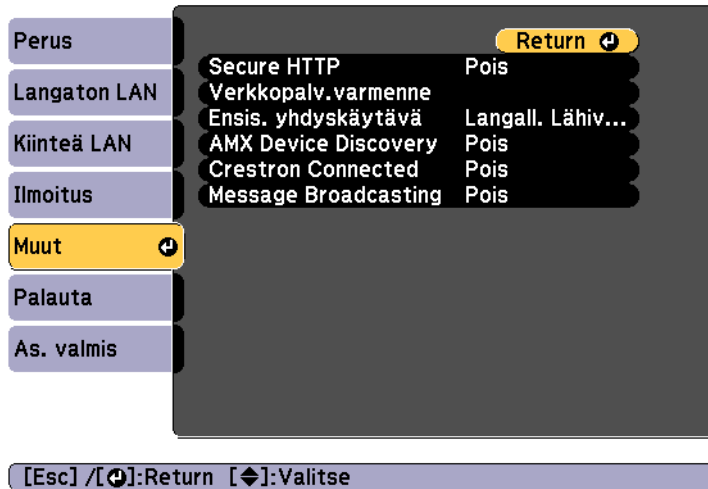 Perus
Langaton LAN
Kiinteä LAN
Ilmoitus
Muut
Palauta
As. valmis
Return
Secure HTTP Pois
Verkkopalv.varmenne
Ensis. yhdyskäytävä Langall. Lähiv...
AMX Device Discovery Pois
Crestron Connected Pois
Message Broadcasting Pois
[Esc] /[⏎]:Return [◆]:Valitse